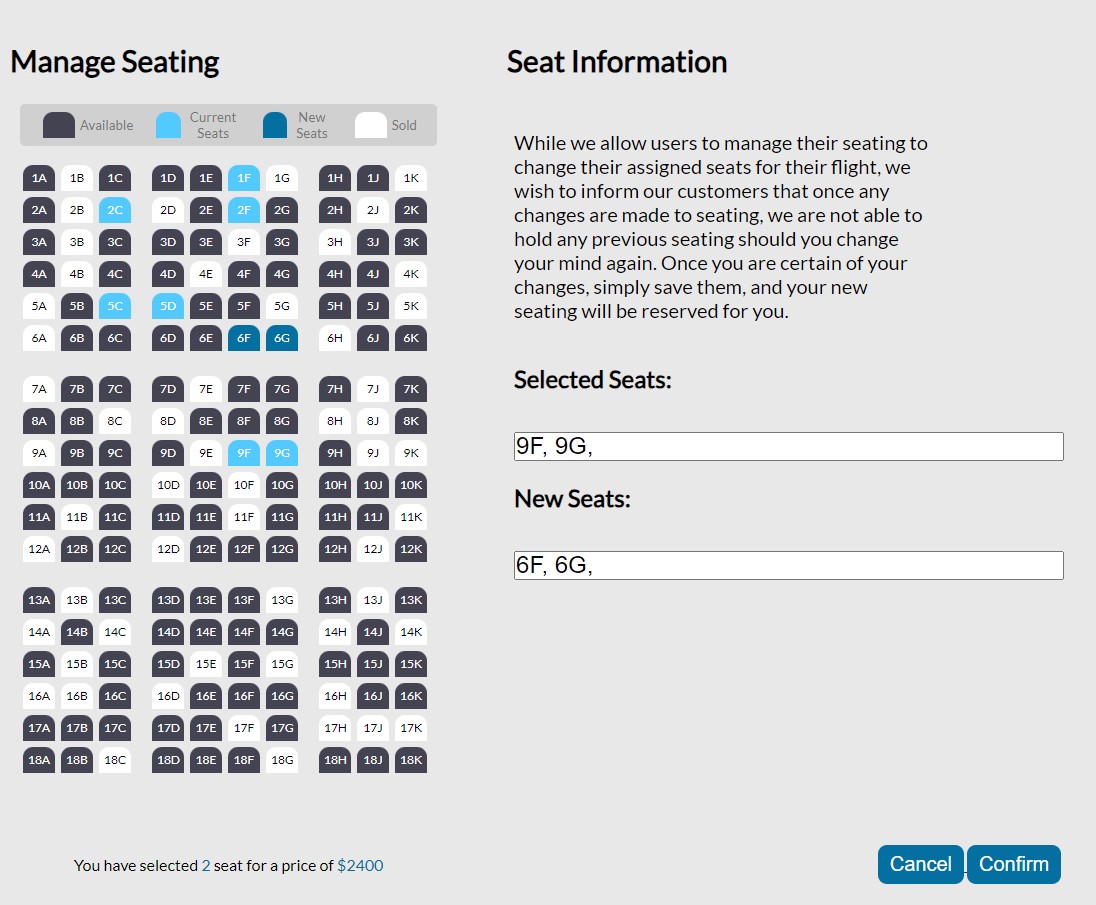 Manage Seating
Seat Information
Available
Current
Seats
New
Seats
Sold
1A 1B 1C 1D 1E 1F 1G 1H 1J 1K
2A 2B 2C 2D 2E 2F 2G 2H 2J 2K
3A 3B 3C 3D 3E 3F 3G 3H 3J 3K
4A 4B 4C 4D 4E 4F 4G 4H 4J 4K
5A 5B 5C 5D 5E 5F 5G 5H 5J 5K
6A 6B 6C 6D 6E 6F 6G 6H 6J 6K
7A 7B 7C 7D 7E 7F 7G 7H 7J 7K
8A 8B 8C 8D 8E 8F 8G 8H 8J 8K
9A 9B 9C 9D 9E 9F 9G 9H 9J 9K
10A 10B 10C 10D 10E 10F 10G 10H 10J 10K
11A 11B 11C 11D 11E 11F 11G 11H 11J 11K
12A 12B 12C 12D 12E 12F 12G 12H 12J 12K
13A 13B 13C 13D 13E 13F 13G 13H 13J 13K
14A 14B 14C 14D 14E 14F 14G 14H 14J 14K
15A 15B 15C 15D 15E 15F 15G 15H 15J 15K
16A 16B 16C 16D 16E 16F 16G 16H 16J 16K
17A 17B 17C 17D 17E 17F 17G 17H 17J 17K
18A 18B 18C 18D 18E 18F 18G 18H 18J 18K
While we allow users to manage their seating to
change their assigned seats for their flight, we
wish to inform our customers that once any
changes are made to seating, we are not able to
hold any previous seating should you change
your mind again. Once you are certain of your
changes, simply save them, and your new
seating will be reserved for you.
Selected Seats:
9F, 9G,
New Seats:
6F, 6G,
You have selected 2 seat for a price of $2400
Cancel Confirm